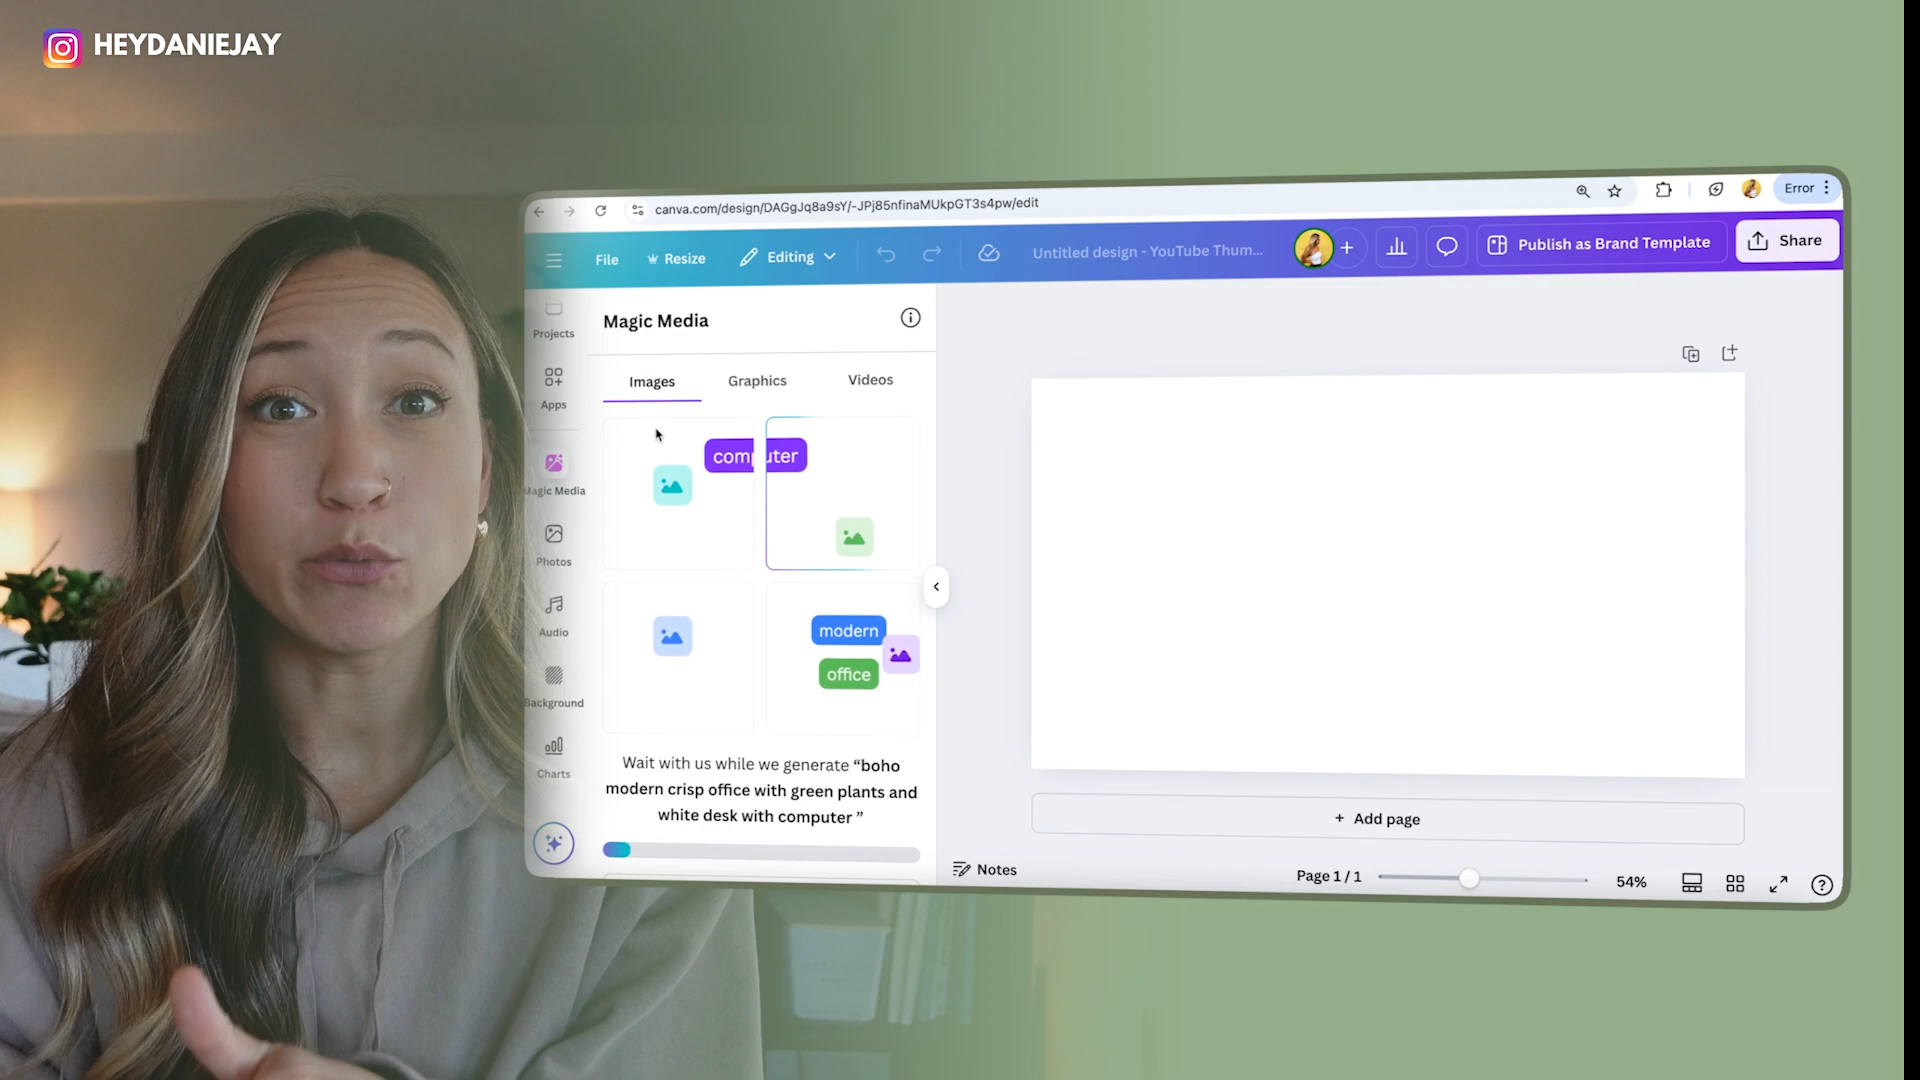 HEYDANIEJAY
canva.com/design/DAGgJq8a9sY/-JPj85nfinaMUkpGT3s4pw/edit
Error
File
Resize
Editing
Untitled design - YouTube Thum...
Publish as Brand Template
Share
Projects
Apps
Magic Media
Photos
Audio
Background
Charts
Magic Media
Images
Graphics
Videos
computer
modern
office
Wait with us while we generate “boho
modern crisp office with green plants and
white desk with computer ”
+ Add page
Notes
Page 1 / 1
54%